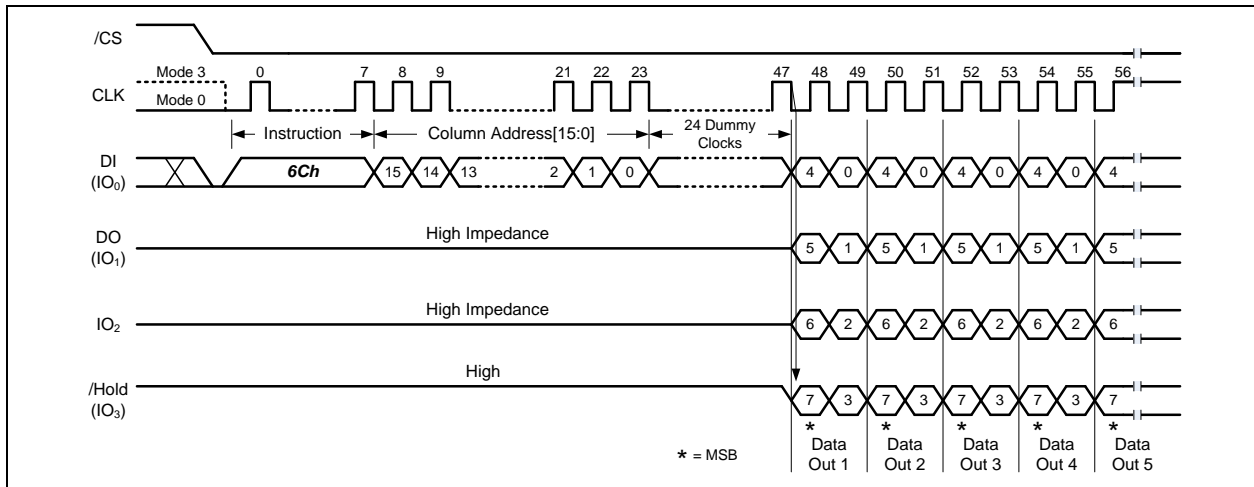 /CS
Mode 3
0 7 8 9 21 22 23 47 48 49 50 51 52 53 54 55 56
CLK
Mode 0
Instruction
Column Address[15:0]
24 Dummy
Clocks
DI
(IO0)
6Ch
15 14 13 2 1 0 4 0 4 0 4 0 4 0 4
DO
(IO1)
High Impedance
5 1 5 1 5 1 5 1 5
IO2
High Impedance
6 2 6 2 6 2 6 2 6
/Hold
(IO3)
High
7 3 7 3 7 3 7 3 7
* * * * *
* = MSB
Data
Out 1
Data
Out 2
Data
Out 3
Data
Out 4
Data
Out 5